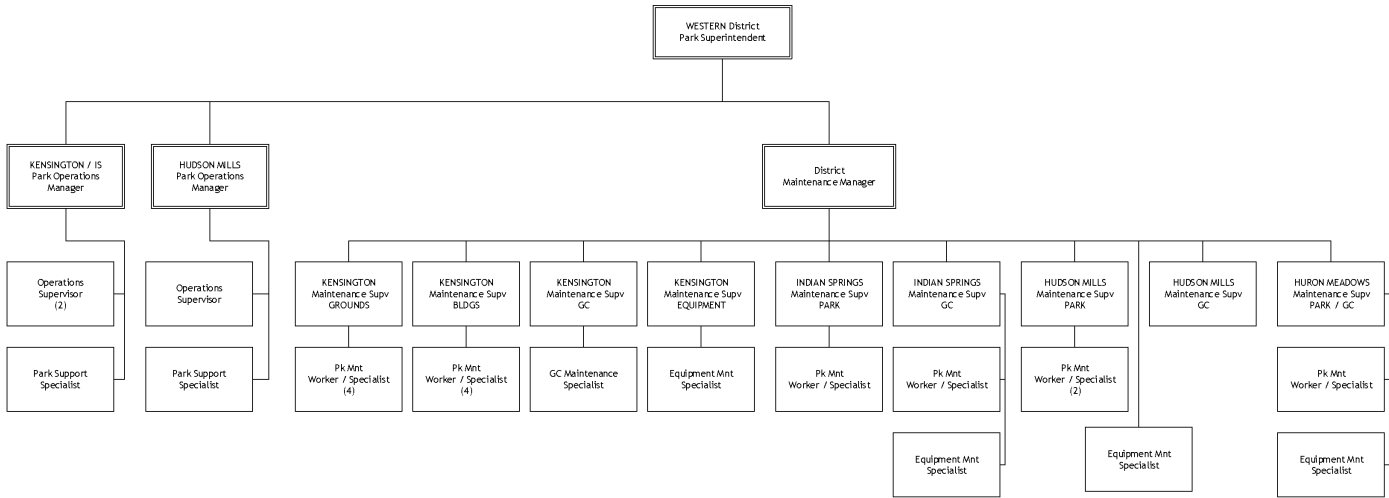 WESTERN District
Park Superintendent
KENSINGTON / IS
Park Operations
Manager
HUDSON MILLS
Park Operations
Manager
District
Maintenance Manager
Operations
Supervisor
(2)
Operations
Supervisor
KENSINGTON
Maintenance Supv
GROUNDS
KENSINGTON
Maintenance Supv
BLDGS
KENSINGTON
Maintenance Supv
GC
KENSINGTON
Maintenance Supv
EQUIPMENT
INDIAN SPRINGS
Maintenance Supv
PARK
INDIAN SPRINGS
Maintenance Supv
GC
HUDSON MILLS
Maintenance Supv
PARK
HUDSON MILLS
Maintenance Supv
GC
HURON MEADOWS
Maintenance Supv
PARK / GC
Park Support
Specialist
Park Support
Specialist
Pk Mnt
Worker / Specialist
(4)
Pk Mnt
Worker / Specialist
(4)
GC Maintenance
Specialist
Equipment Mnt
Specialist
Pk Mnt
Worker / Specialist
Pk Mnt
Worker / Specialist
Pk Mnt
Worker / Specialist
(2)
Pk Mnt
Worker / Specialist
Equipment Mnt
Specialist
Equipment Mnt
Specialist
Equipment Mnt
Specialist